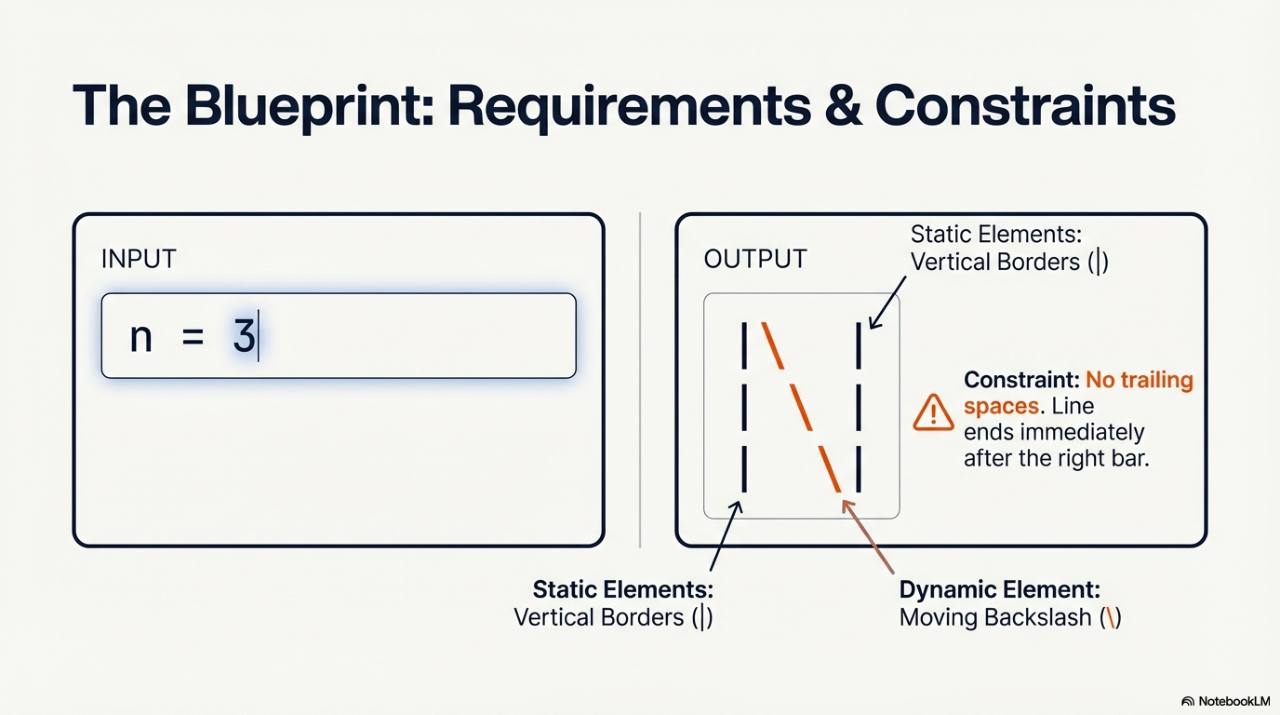 The Blueprint: Requirements & Constraints
INPUT
n = 3
OUTPUT
Static Elements:
Vertical Borders (|)
|\   |
| \  |
|  \|
Constraint: No trailing
spaces. Line
ends immediately
after the right bar.
Static Elements:
Vertical Borders (|)
Dynamic Element:
Moving Backslash (\)
NotebookLM